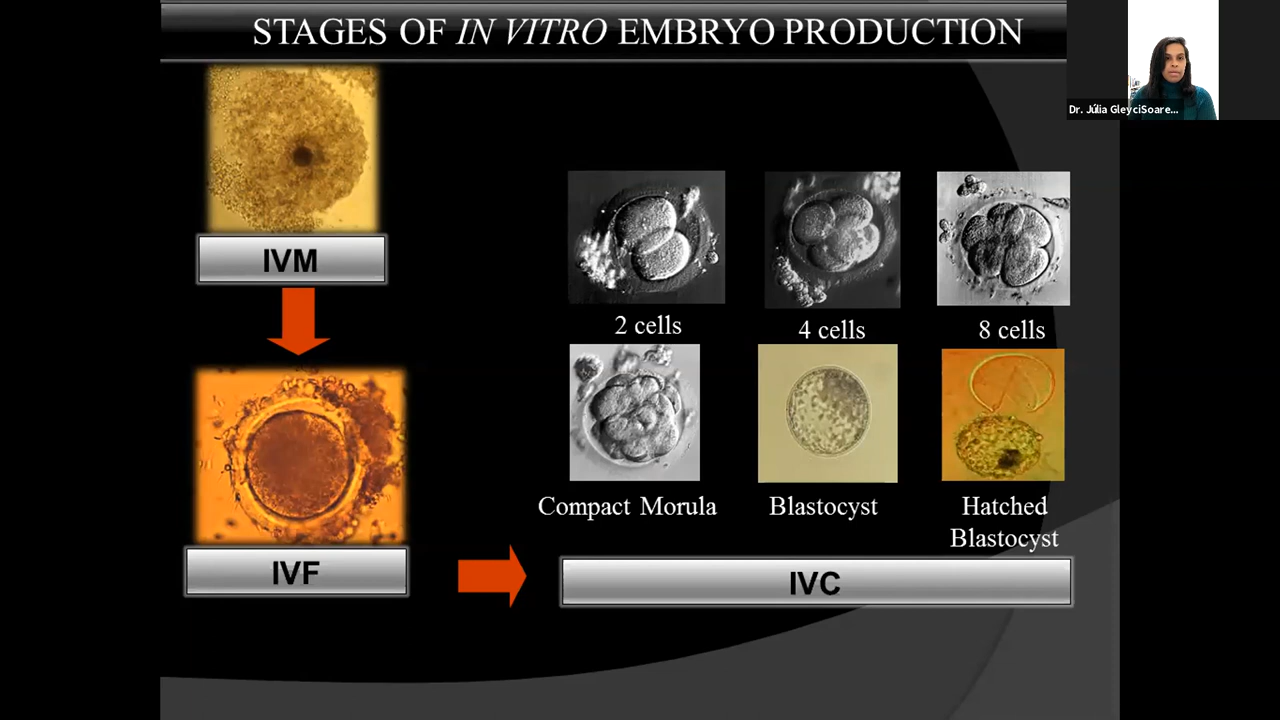 STAGES OF IN VITRO EMBRYO PRODUCTION
Dr. Júlia GleyciSoare...
IVM
2 cells
4 cells
8 cells
Compact Morula
Blastocyst
Hatched
Blastocyst
IVF
IVC